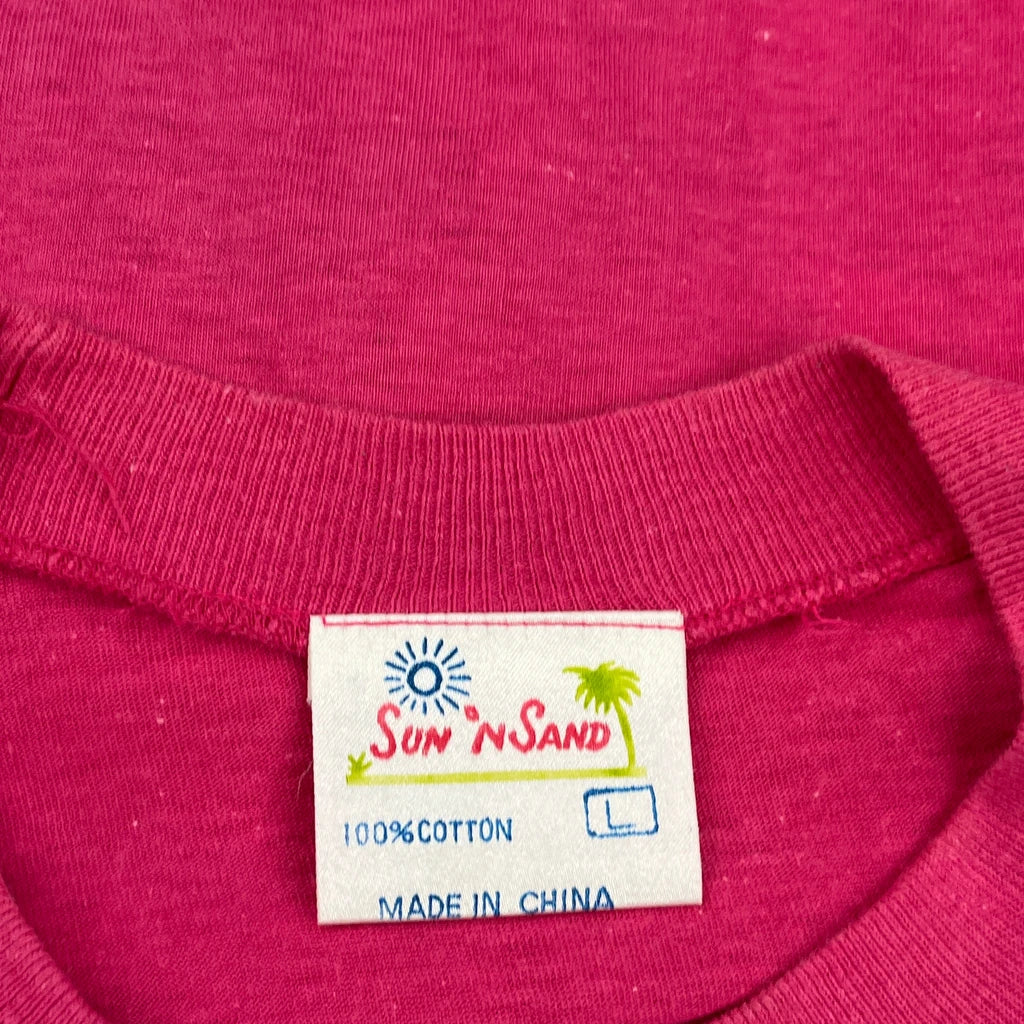 SUN 'N SAND
L
100% COTTON
MADE IN CHINA